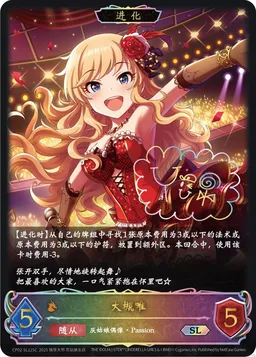 进化
【进化时】从自己的牌组中寻找1张原本费用为3或以下的法术或
原本费用为3或以下的护符,放置到额外区。本回合中,使用该
卡时费用-3。
张开双手,尽情地旋转起舞♪
把最喜欢的大家,一口气紧紧抱在怀里吧☆
5
大槻唯
5
随从
灰姑娘偶像·Passion
SL